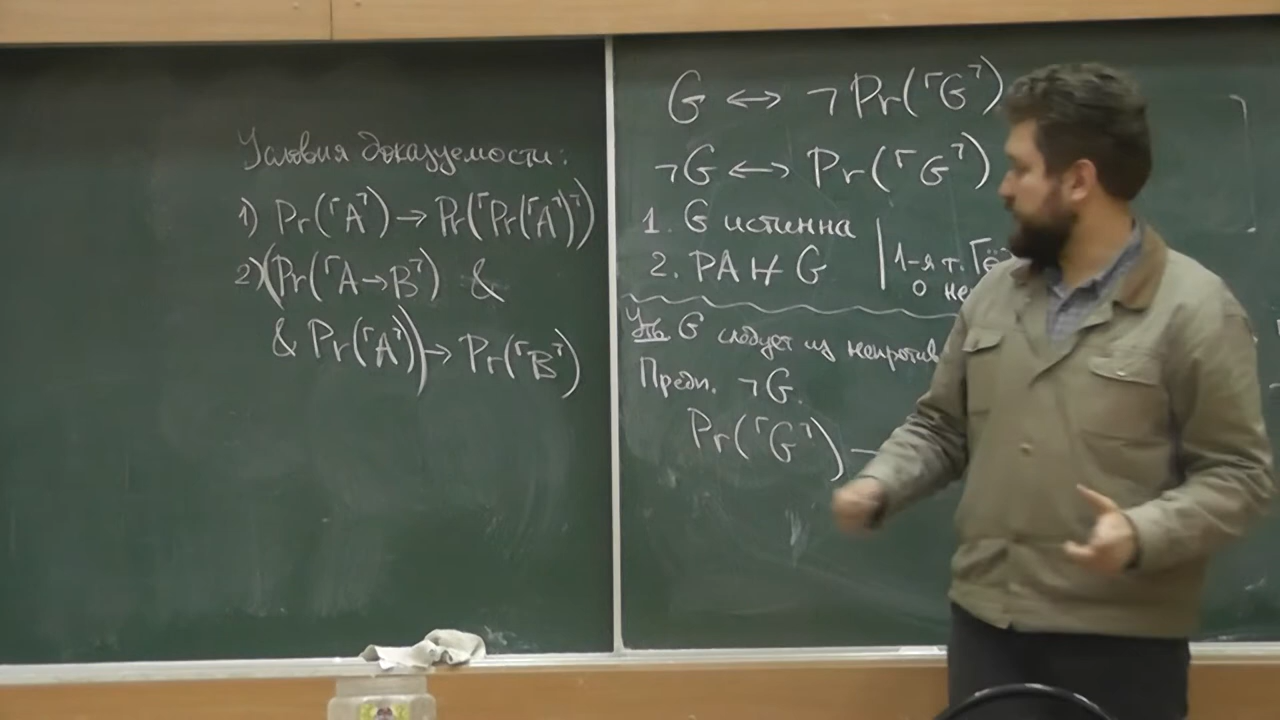 Условия доказуемости:
1) Pr(⌜A⌝) → Pr(⌜Pr(⌜A⌝)⌝)
2) (Pr(⌜A→B⌝) &
& Pr(⌜A⌝)) → Pr(⌜B⌝)
G ↔ ¬Pr(⌜G⌝)
¬G ↔ Pr(⌜G⌝)
1. G истинна
2. PA ⊬ G
1-я т. Гё
о не
Утв. G следует из непротив
Предп. ¬G.
Pr(⌜G⌝) →